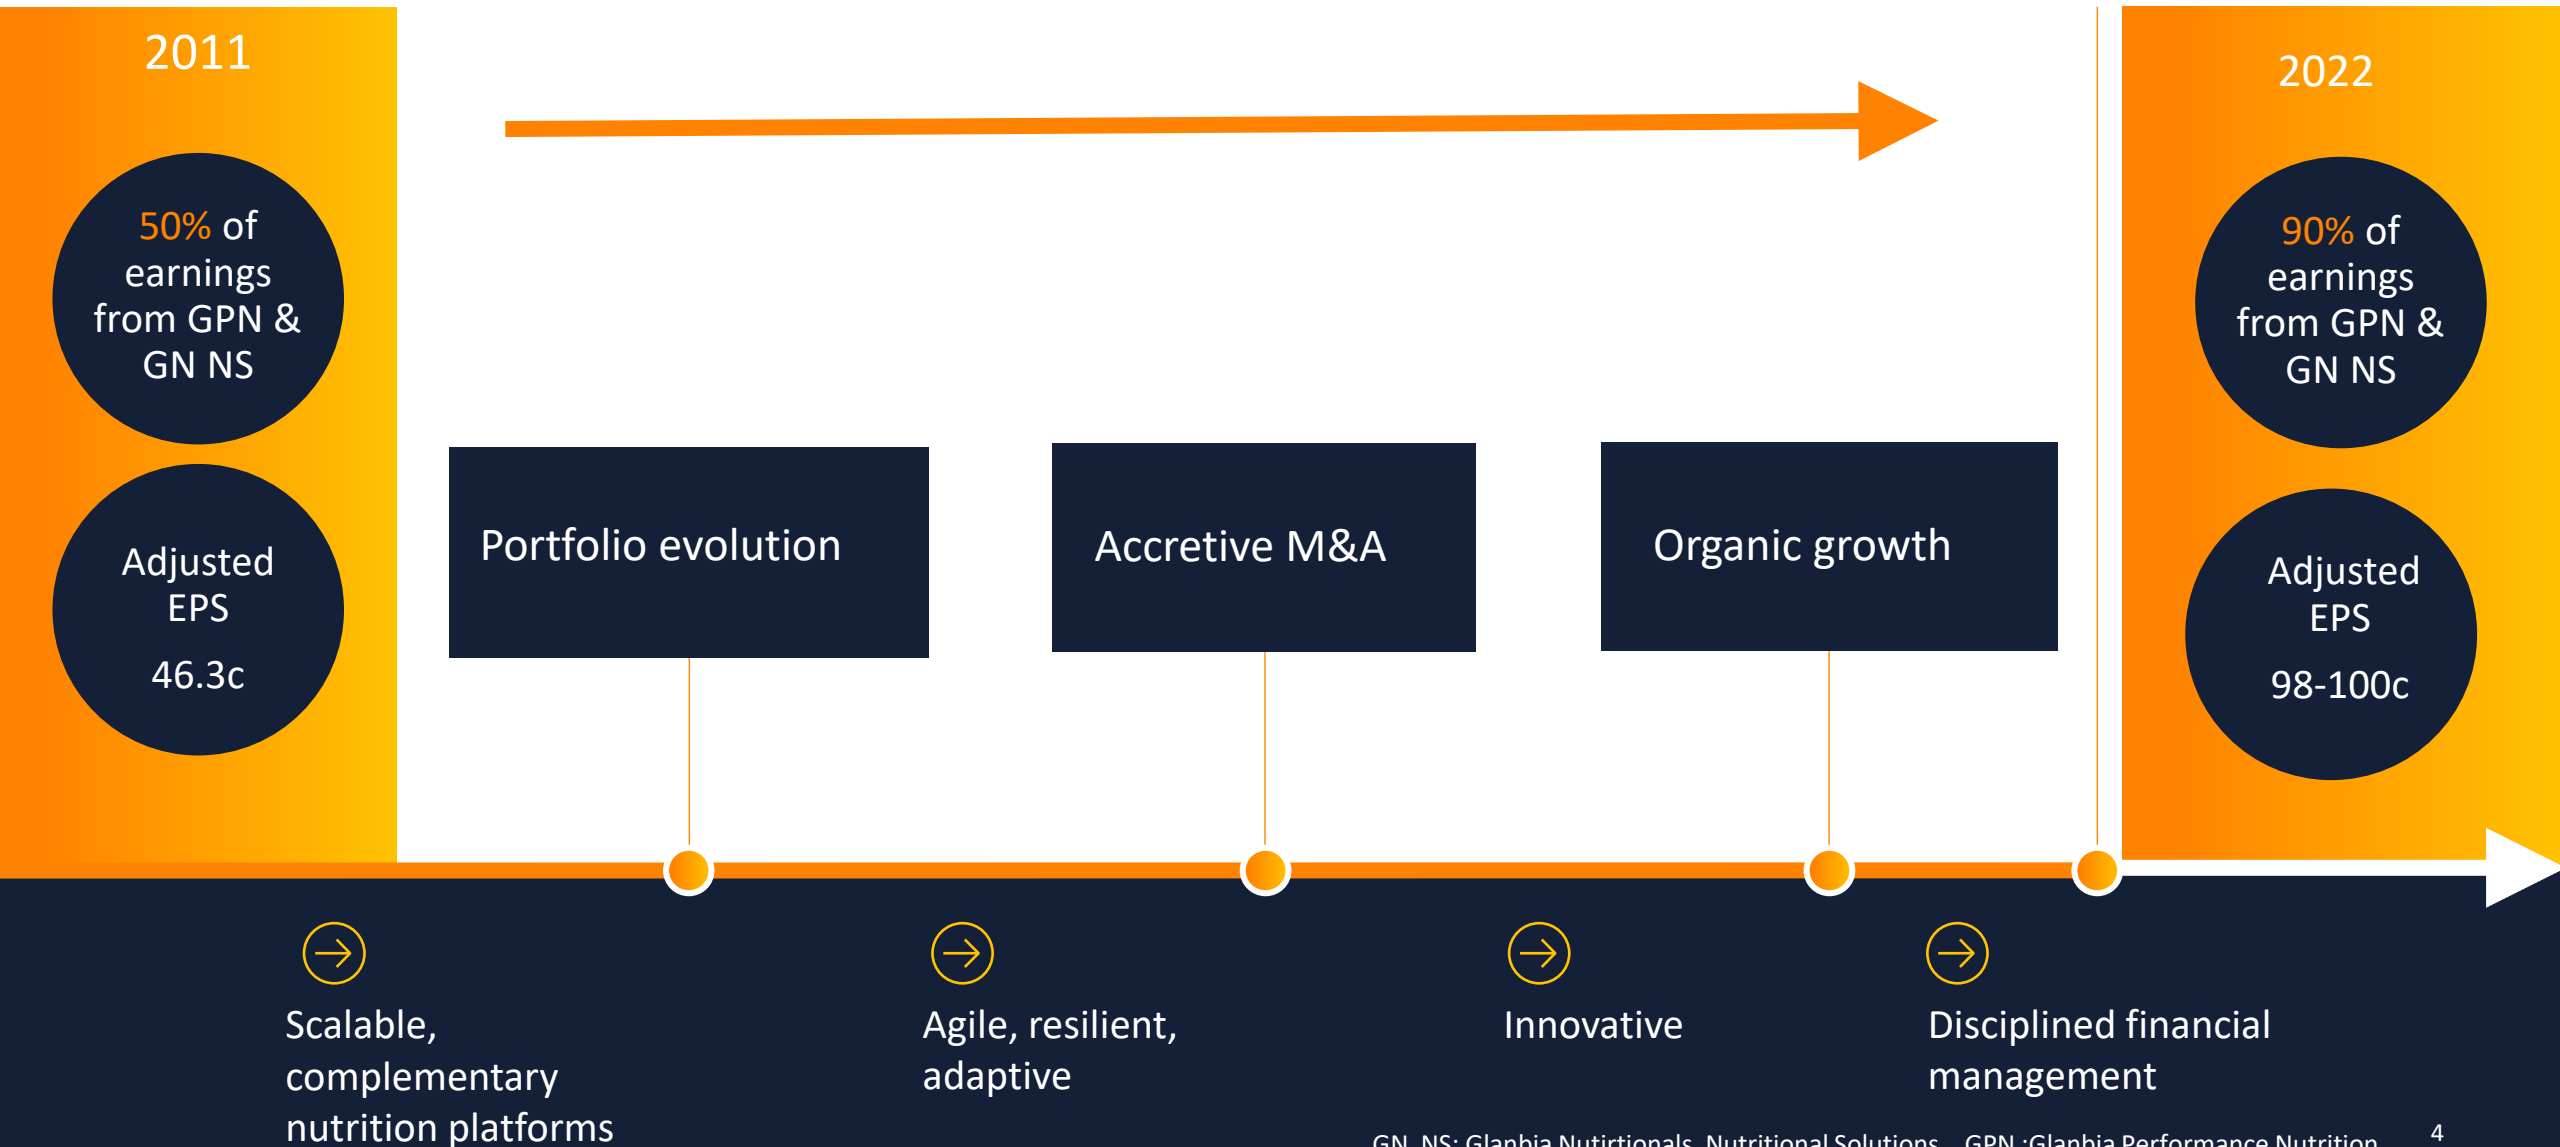 2011
50% of
earnings
from GPN &
GN NS
Adjusted
EPS
46.3c
Portfolio evolution
Accretive M&A
Organic growth
2022
90% of
earnings
from GPN &
GN NS
Adjusted
EPS
98-100c
Scalable,
complementary
nutrition platforms
Agile, resilient,
adaptive
Innovative
Disciplined financial
management
GN NS: Glanbia Nutirtionals, Nutritional Solutions GPN :Glanbia Performance Nutrition
4